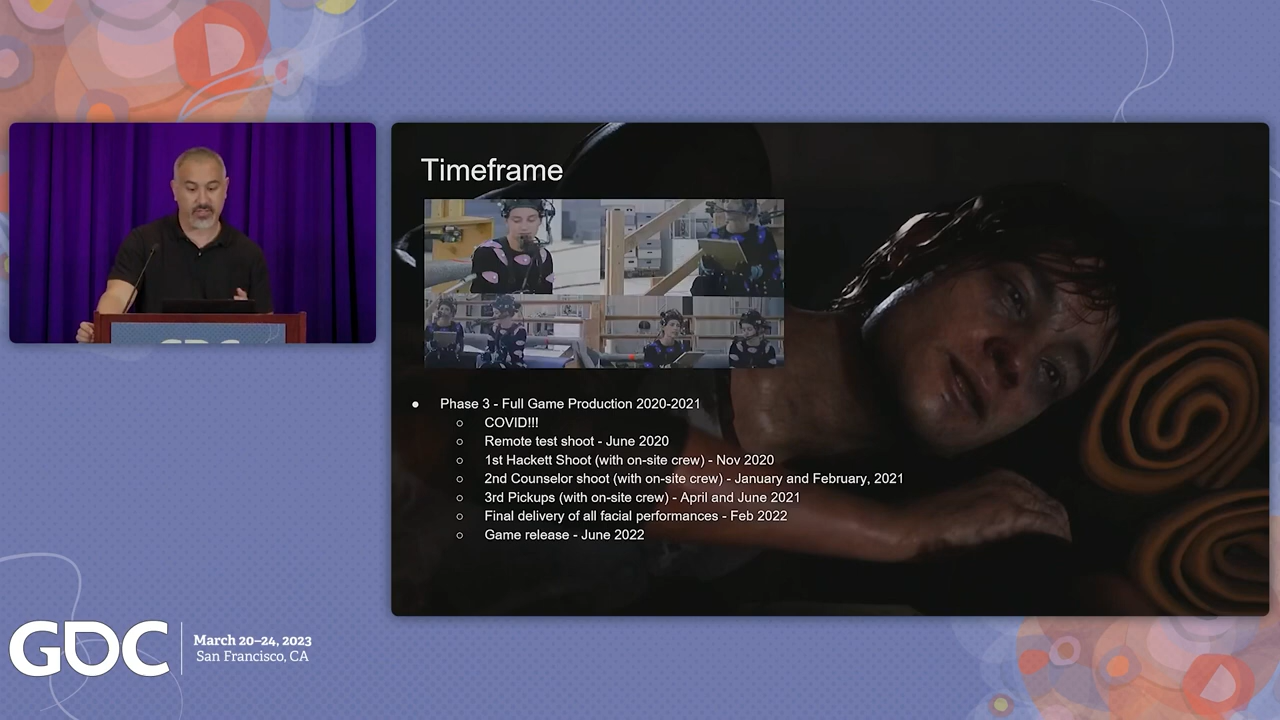 Timeframe
● Phase 3 - Full Game Production 2020-2021
○ COVID!!!
○ Remote test shoot - June 2020
○ 1st Hackett Shoot (with on-site crew) - Nov 2020
○ 2nd Counselor shoot (with on-site crew) - January and February, 2021
○ 3rd Pickups (with on-site crew) - April and June 2021
○ Final delivery of all facial performances - Feb 2022
○ Game release - June 2022
GDC
GDC
March 20–24, 2023
San Francisco, CA